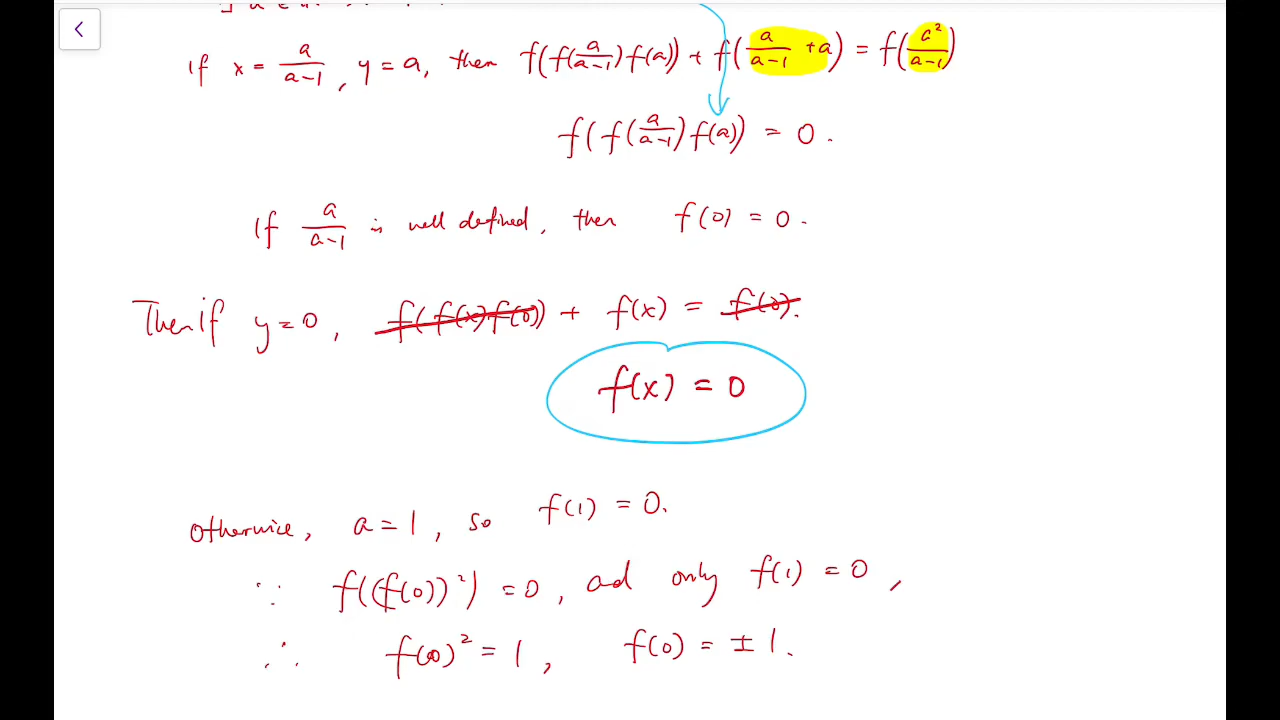 If x = a/(a-1), y = a, then f(f(a/(a-1))f(a)) + f(a/(a-1) + a) = f(a²/(a-1))
f(f(a/(a-1))f(a)) = 0.
If a/(a-1) is well defined, then f(0) = 0.
Then If y = 0, f(f(x)f(0)) + f(x) = f(0).
f(x) = 0
Otherwise, a = 1, so f(1) = 0.
∵ f((f(0))²) = 0, ad only f(1) = 0,
∴ f(0)² = 1, f(0) = ±1.